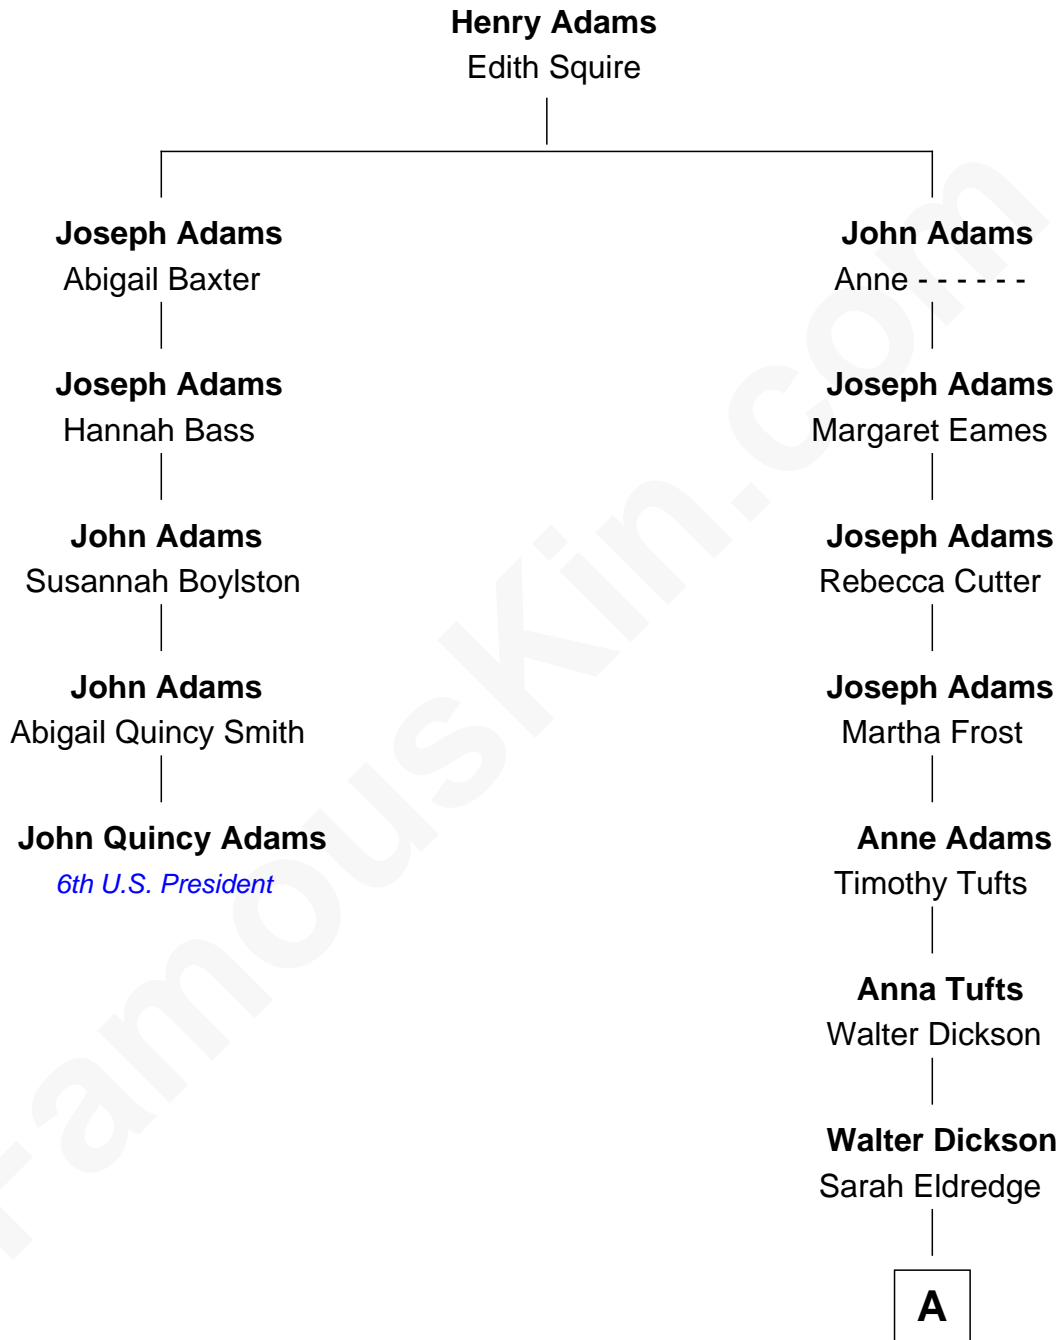 Henry Adams
Edith Squire
Joseph Adams
Abigail Baxter
John Adams
Anne - - - - - -
Joseph Adams
Hannah Bass
Joseph Adams
Margaret Eames
John Adams
Susannah Boylston
Joseph Adams
Rebecca Cutter
John Adams
Abigail Quincy Smith
Joseph Adams
Martha Frost
John Quincy Adams
6th U.S. President
Anne Adams
Timothy Tufts
Anna Tufts
Walter Dickson
Walter Dickson
Sarah Eldredge
A
FamousKin.com